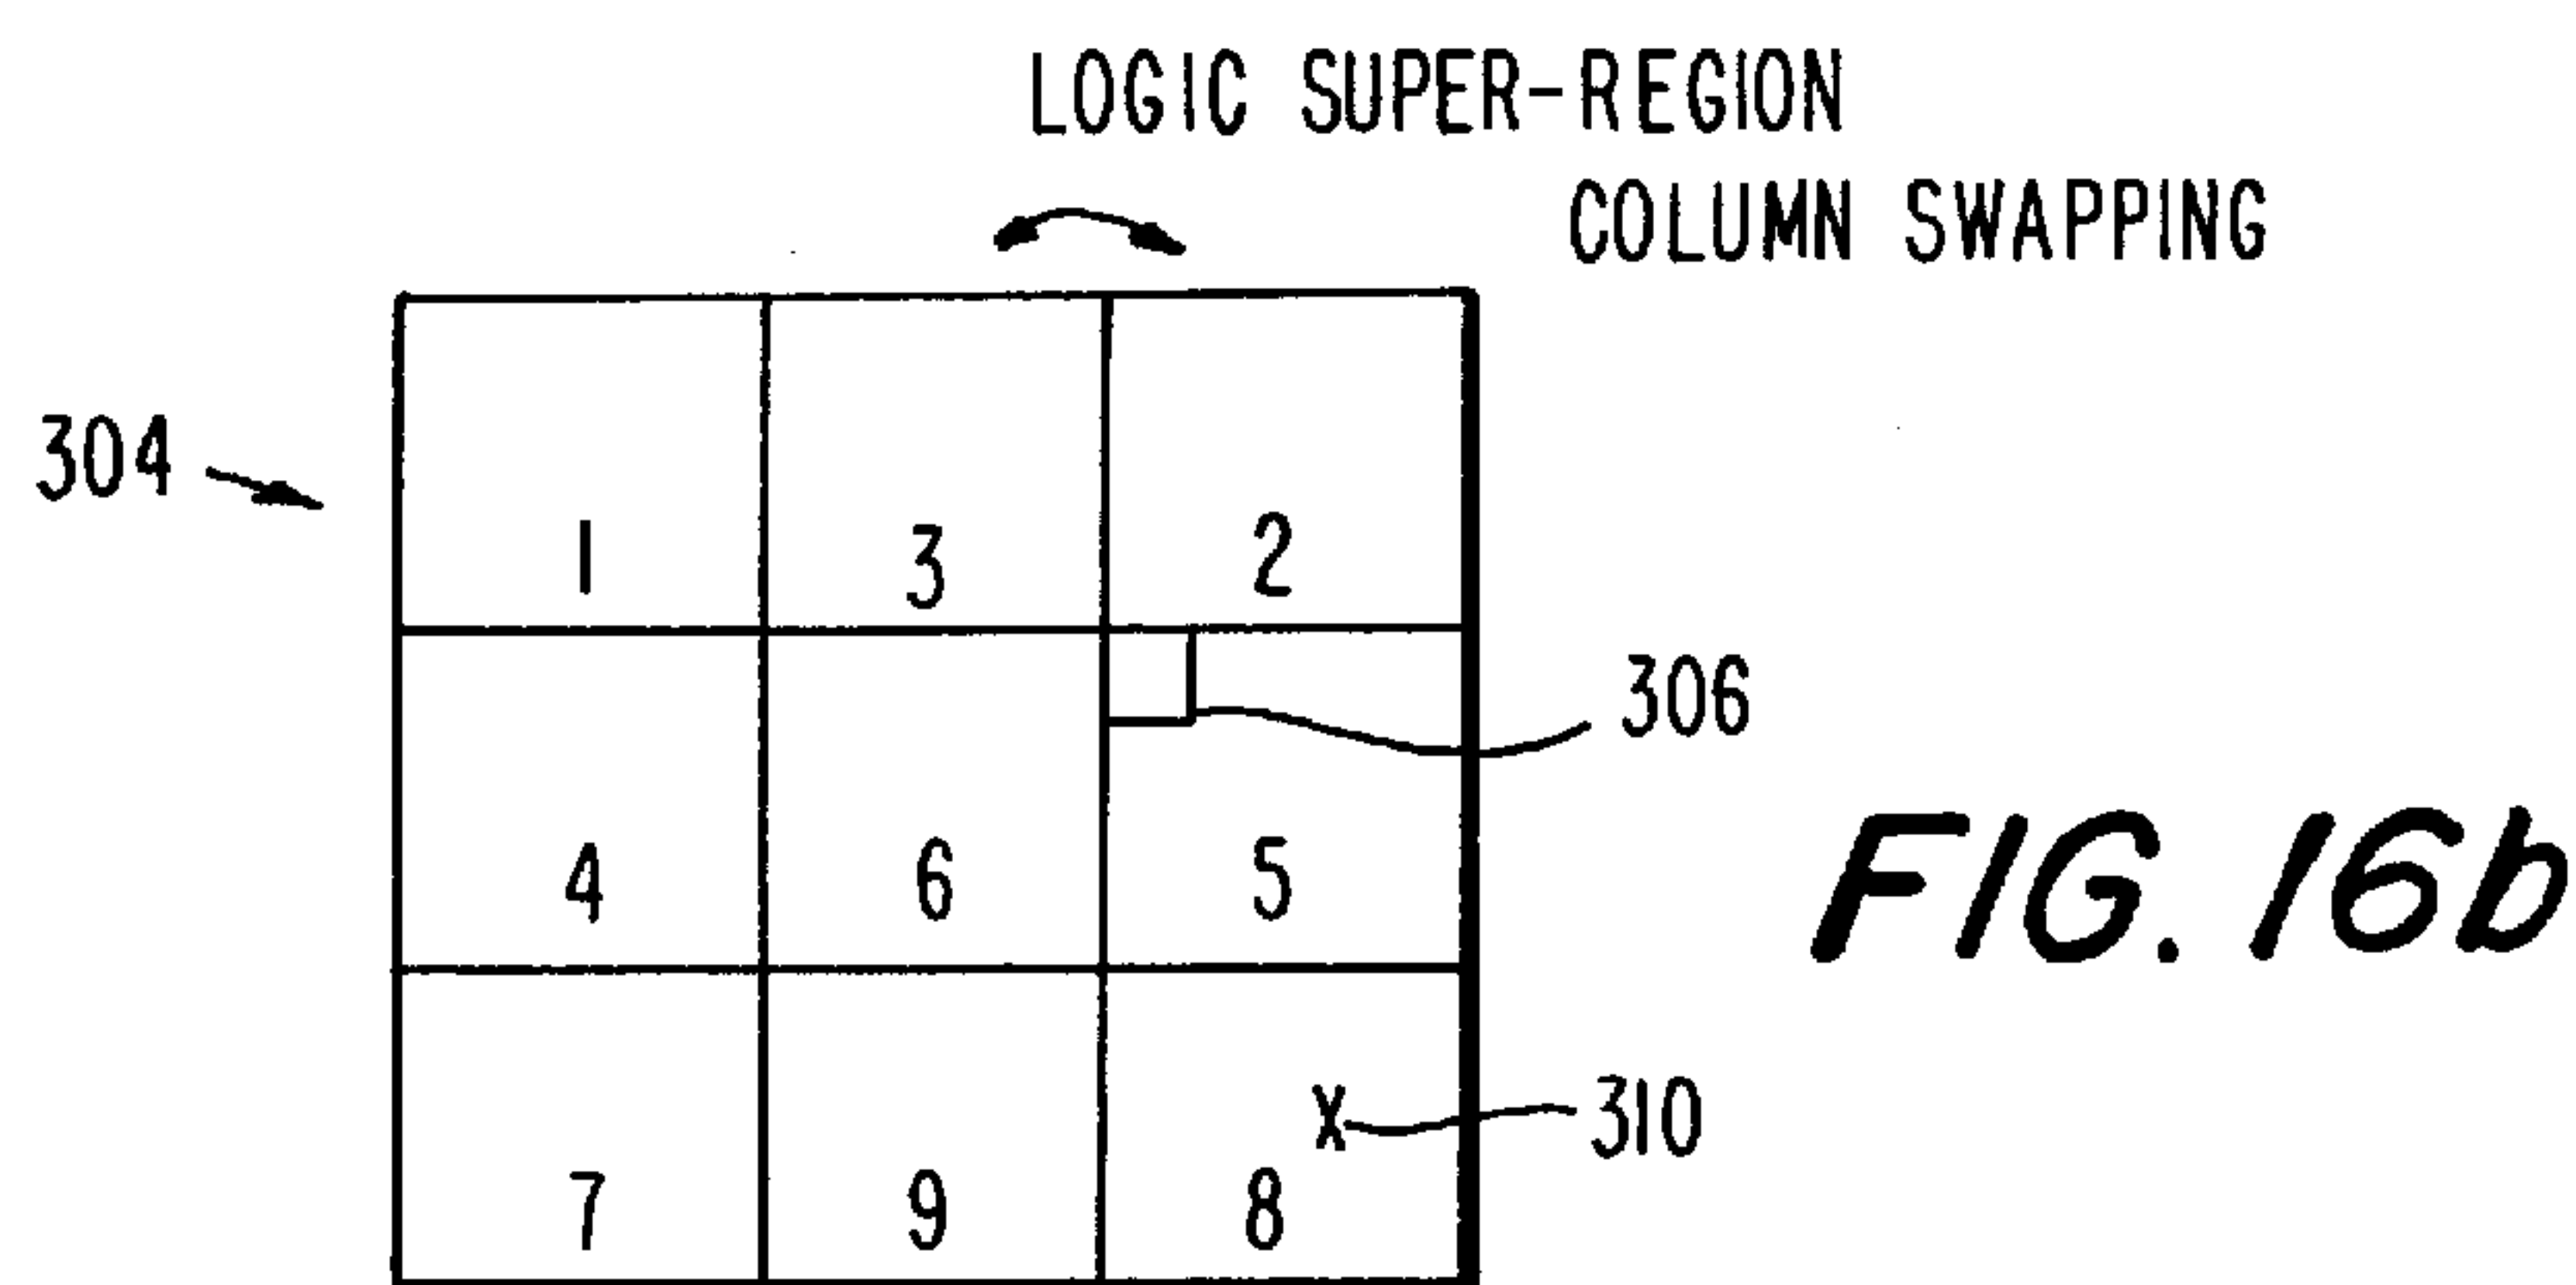 LOGIC SUPER-REGION
COLUMN SWAPPING
304
1 3 2
306
4 6 5
FIG. 16b
X 310
7 9 8